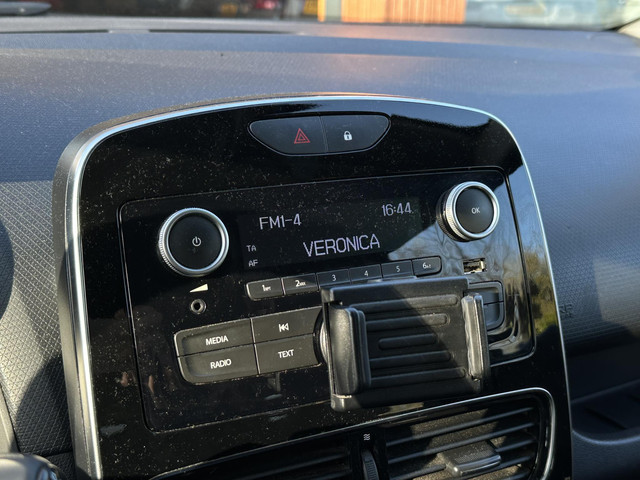 FM1-4
16:44
TA
VERONICA
AF
OK
1
2
3
4
5
6
MEDIA
RADIO
TEXT